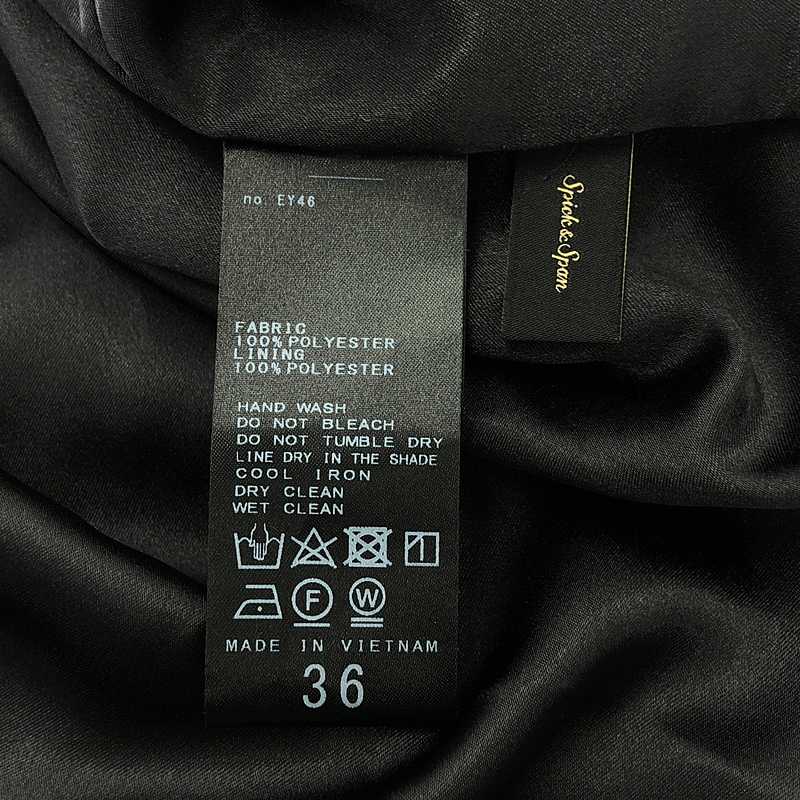 no. EY46
FABRIC
100% POLYESTER
LINING
100% POLYESTER
HAND WASH
DO NOT BLEACH
DO NOT TUMBLE DRY
LINE DRY IN THE SHADE
COOL IRON
DRY CLEAN
WET CLEAN
F
W
MADE IN VIETNAM
36
Spick & Span